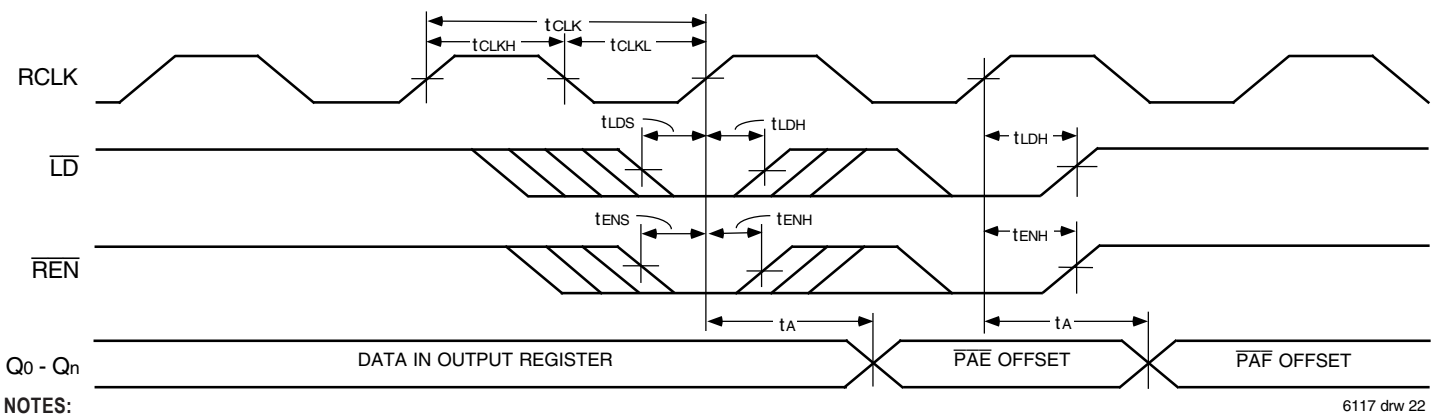 tCLK
tCLKH
tCLKL
RCLK
tLDS
tLDH
tLDH
LD
tENS
tENH
tENH
REN
tA
tA
Q0 - Qn
DATA IN OUTPUT REGISTER
PAE OFFSET
PAF OFFSET
NOTES:
6117 drw 22